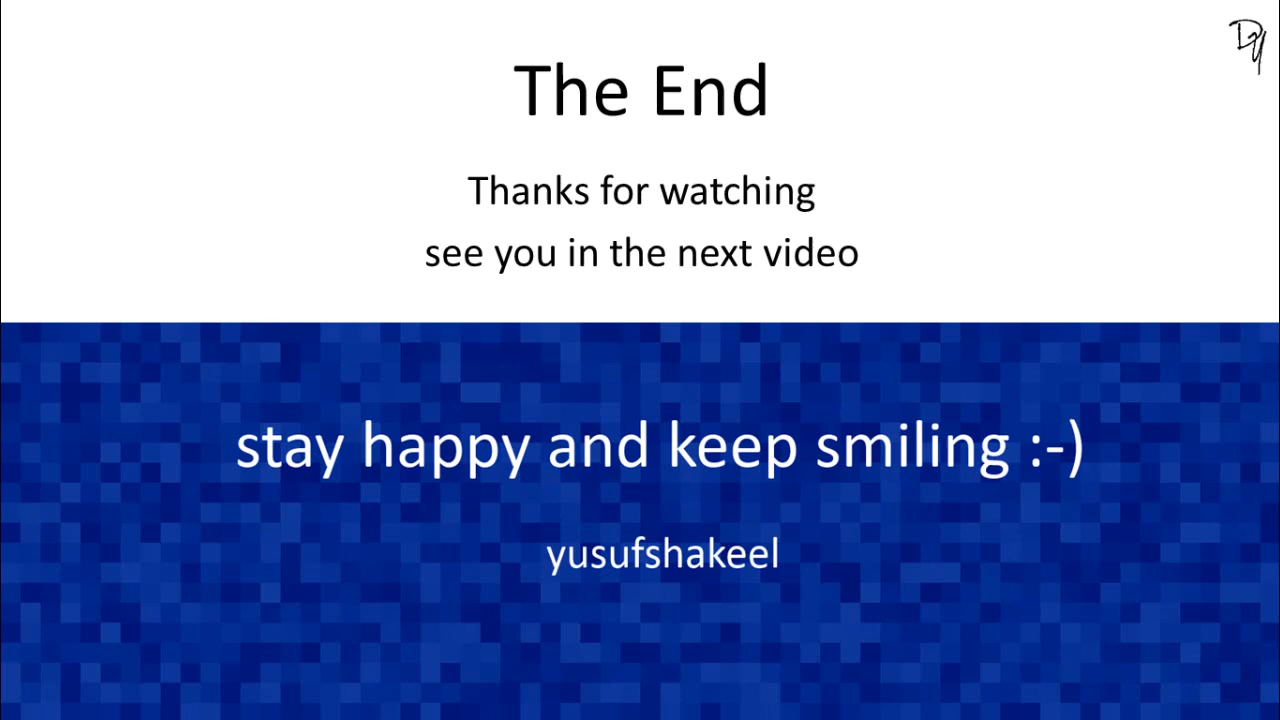 The End
Thanks for watching
see you in the next video
stay happy and keep smiling :-)
yusufshakeel